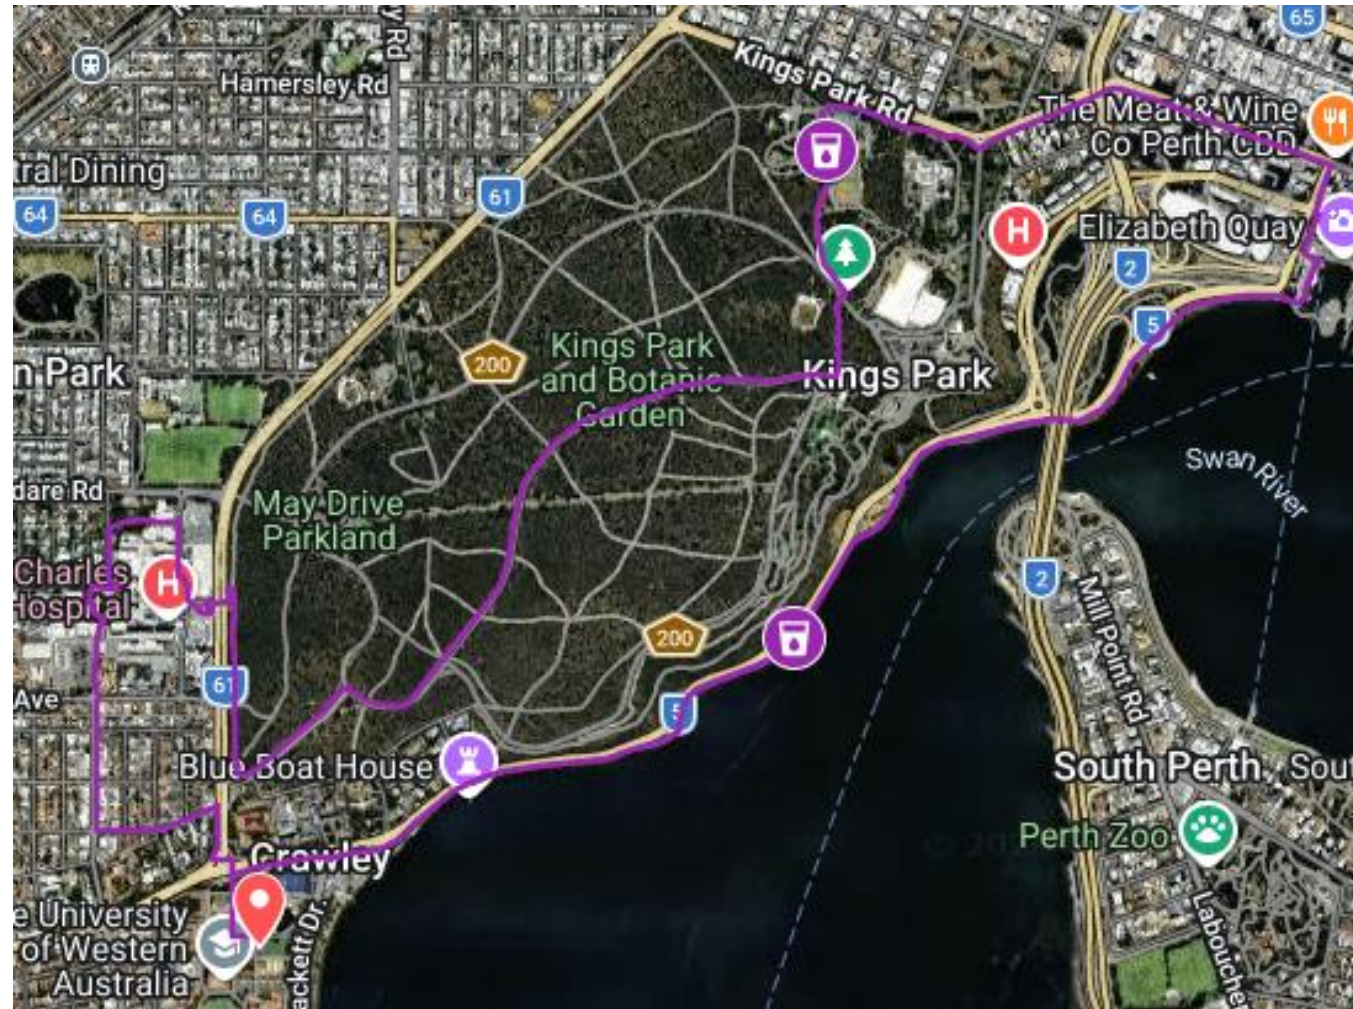 65
Kings Park Rd
Hamersley Rd
y Rd
The Meat & Wine
Co Perth CBD
tral Dining
61
64
64
Elizabeth Quay
2
5
Kings Park
and Botanic
Garden
200
n Park
Kings Park
Swan River
dare Rd
May Drive
Parkland
H
H
Charles
Hospital
2
Mill Point Rd
200
61
Ave
5
Blue Boat House
South Perth
Sout
Perth Zoo
Crawley
e University
of Western
Australia
ackett Dr.
Laboucher